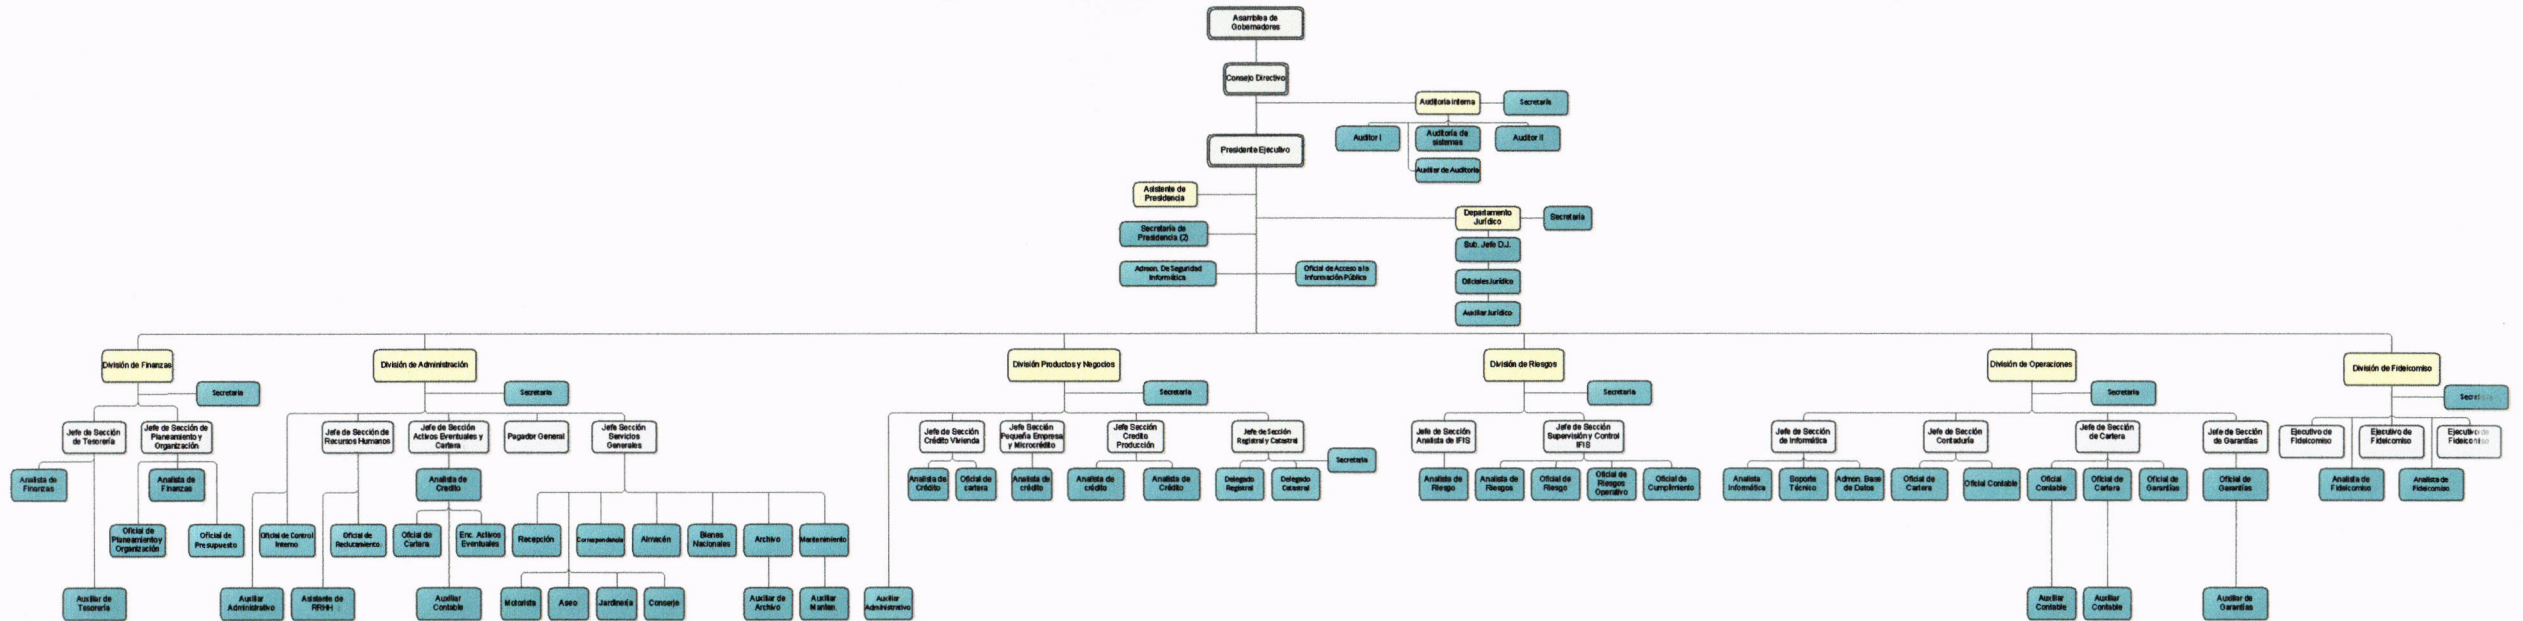 Asamblea de
Gobernadores
Consejo Directivo
Auditoría Interna
Secretaria
Auditor I
Auditoría de
sistemas
Auditor II
Presidente Ejecutivo
Auxiliar de Auditoria
Asistente de
Presidencia
Departamento
Jurídico
Secretaria
Secretaria de
Presidencia (2)
Sub. Jefe D.J.
Admon. De Seguridad
Informática
Oficial de Acceso a la
Información Público
Oficiales Jurídico
Auxiliar Jurídico
División de Finanzas
División de Administración
División Productos y Negocios
División de Riesgos
División de Operaciones
División de Fideicomiso
Secretaria
Secretaria
Secretaria
Secretaria
Secretaria
Jefe de Sección
de Tesorería
Jefe de Sección de
Planeamiento y
Organización
Jefe de Sección de
Recursos Humanos
Jefe de Sección
Activos Eventuales y
Cartera
Pagador General
Jefe Sección
Servicios
Generales
Jefe de Sección
Crédito Vivienda
Jefe Sección
Pequeña Empresa
y Microcrédito
Jefe Sección
Credito
Producción
Jefe de Sección
Registral y Catastral
Secretaria
Jefe de Sección
Analista de IFIS
Jefe de Sección
Supervisión y Control
IFIS
Jefe de Sección
de Informática
Jefe de Sección
Contaduría
Jefe de Sección
de Cartera
Jefe de Sección
de Garantías
Ejecutivo de
Fideicomiso
Ejecutivo de
Fideicomiso
Ejecutivo de
Fideicomiso
Analista de
Finanzas
Analista de
Finanzas
Analista de
Credito
Analista de
Crédito
Oficial de
cartera
Analista de
crédito
Analista de
crédito
Analista de
Crédito
Delegado
Registral
Delegado
Catastral
Analista de
Riesgo
Analista de
Riesgos
Oficial de
Riesgo
Oficial de
Riesgos
Operativo
Oficial de
Cumplimiento
Analista
Informática
Soporte
Técnico
Admon. Base
de Datos
Oficial de
Cartera
Oficial Contable
Oficial
Contable
Oficial de
Cartera
Oficial de
Garantías
Oficial de
Garantías
Analista de
Fideicomiso
Analista de
Fideicomiso
Oficial de
Planeamiento y
Organización
Oficial de
Presupuesto
Oficial de Control
Interno
Oficial de
Reclutamiento
Oficial de
Cartera
Enc. Activos
Eventuales
Recepción
Correspondencia
Almacén
Bienes
Nacionales
Archivo
Mantenimiento
Auxiliar de
Tesorería
Auxiliar
Administrativo
Asistente de
RRHH
Auxiliar
Contable
Motorista
Aseo
Jardinería
Conserje
Auxiliar de
Archivo
Auxiliar
Manten.
Auxiliar
Administrativo
Auxiliar
Contable
Auxiliar
Contable
Auxiliar de
Garantías